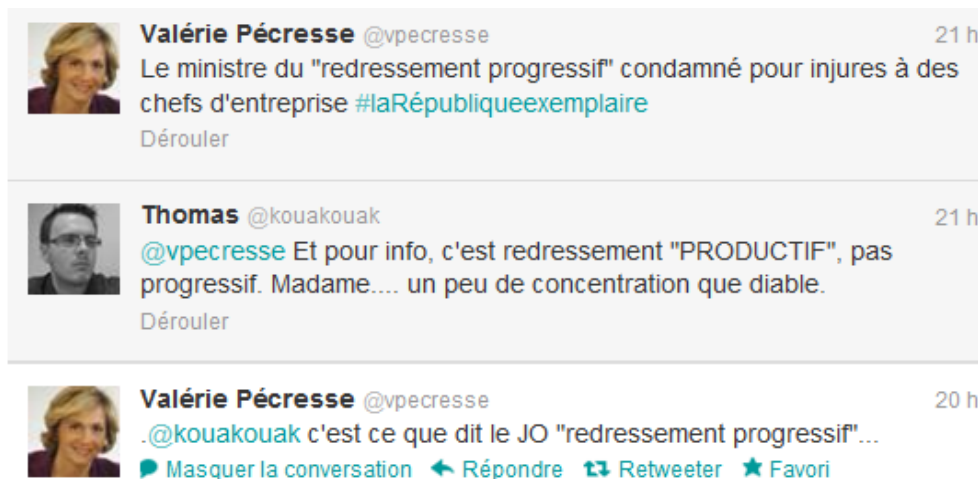 Valérie Pécresse @vpecresse 21 h
Le ministre du "redressement progressif" condamné pour injures à des
chefs d'entreprise #laRépubliqueexemplaire
Dérouler
Thomas @kouakouak 21 h
@vpecresse Et pour info, c'est redressement "PRODUCTIF", pas
progressif. Madame.... un peu de concentration que diable.
Dérouler
Valérie Pécresse @vpecresse 20 h
.@kouakouak c'est ce que dit le JO "redressement progressif"...
Masquer la conversation Répondre Retweeter Favori